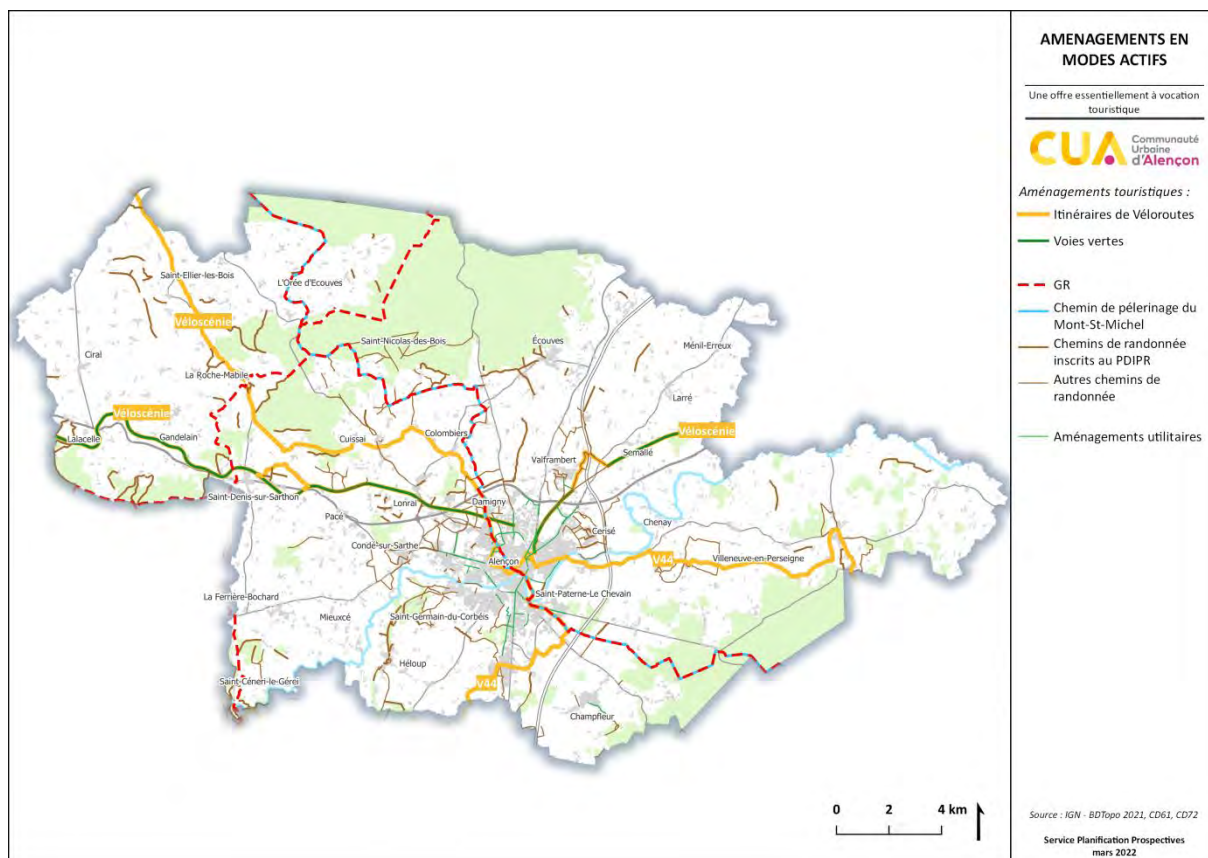 AMENAGEMENTS EN
MODES ACTIFS
Une offre essentiellement à vocation
touristique
CUA
Communauté
Urbaine
d'Alençon
Aménagements touristiques :
Itinéraires de Véloroutes
Voies vertes
GR
Chemin de pélerinage du
Mont-St-Michel
Chemins de randonnée
inscrits au PDIPR
Autres chemins de
randonnée
Aménagements utilitaires
Saint-Ellier-les-Bois
L'Orée d'Ecouves
Véloscénie
Saint-Nicolas-des-Bois
Écouves
Ménil-Erreux
Ciral
La Roche-Mabile
Larré
Véloscénie
Lalacelle
Gandelain
Cuissai
Colombiers
Véloscénie
Semallé
Valframbert
Saint-Denis-sur-Sarthon
Lonrai
Damigny
Pacé
Cerisé
Chenay
Condé-sur-Sarthe
Alençon
V44
Villeneuve-en-Perseigne
La Ferrière-Bochard
Saint-Paterne-Le Chevain
Mieuxcé
Saint-Germain-du-Corbéis
Héloup
Saint-Céneri-le-Gérei
V44
Champfleur
0 2 4 km
Source : IGN - BDTopo 2021, CD61, CD72
Service Planification Prospectives
mars 2022